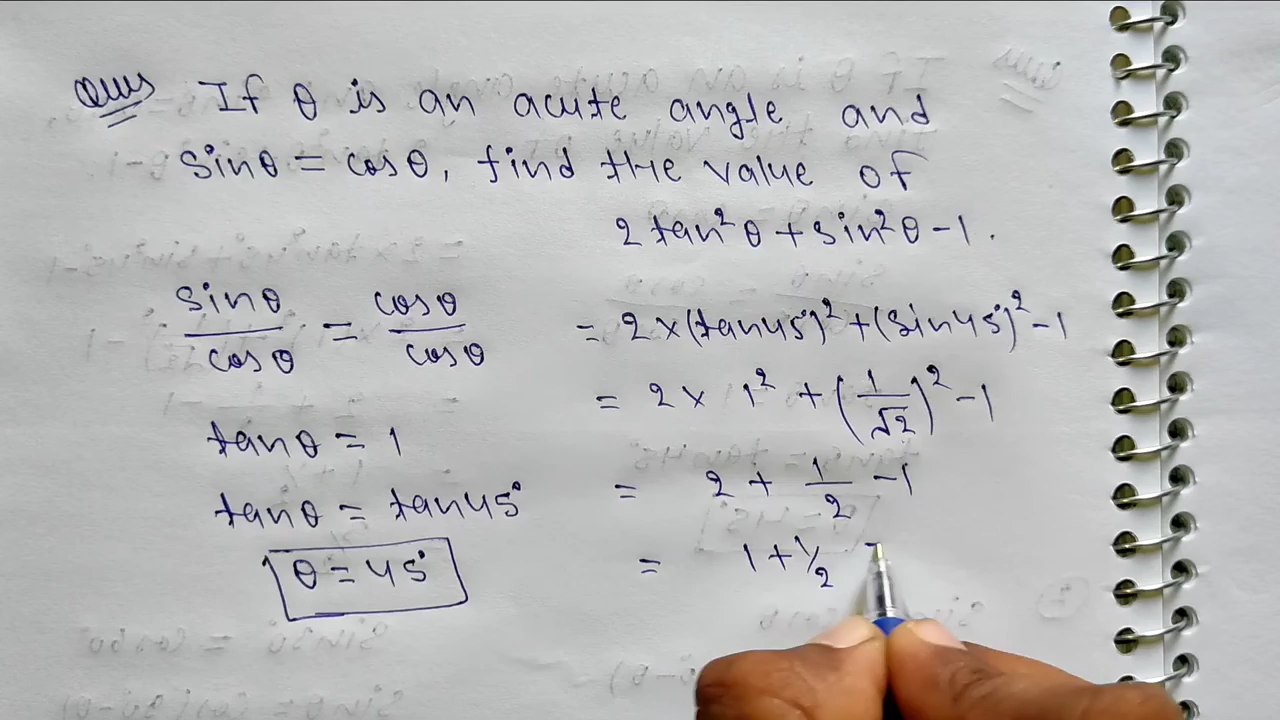 Ques If θ is an acute angle and
sinθ = cosθ, find the value of
2 tan²θ + sin²θ - 1.
sinθ/cosθ = cosθ/cosθ
tanθ = 1
tanθ = tan45°
θ = 45°
= 2 × (tan45°)² + (sin45°)² - 1
= 2 × 1² + (1/√2)² - 1
= 2 + 1/2 - 1
= 1 + 1/2